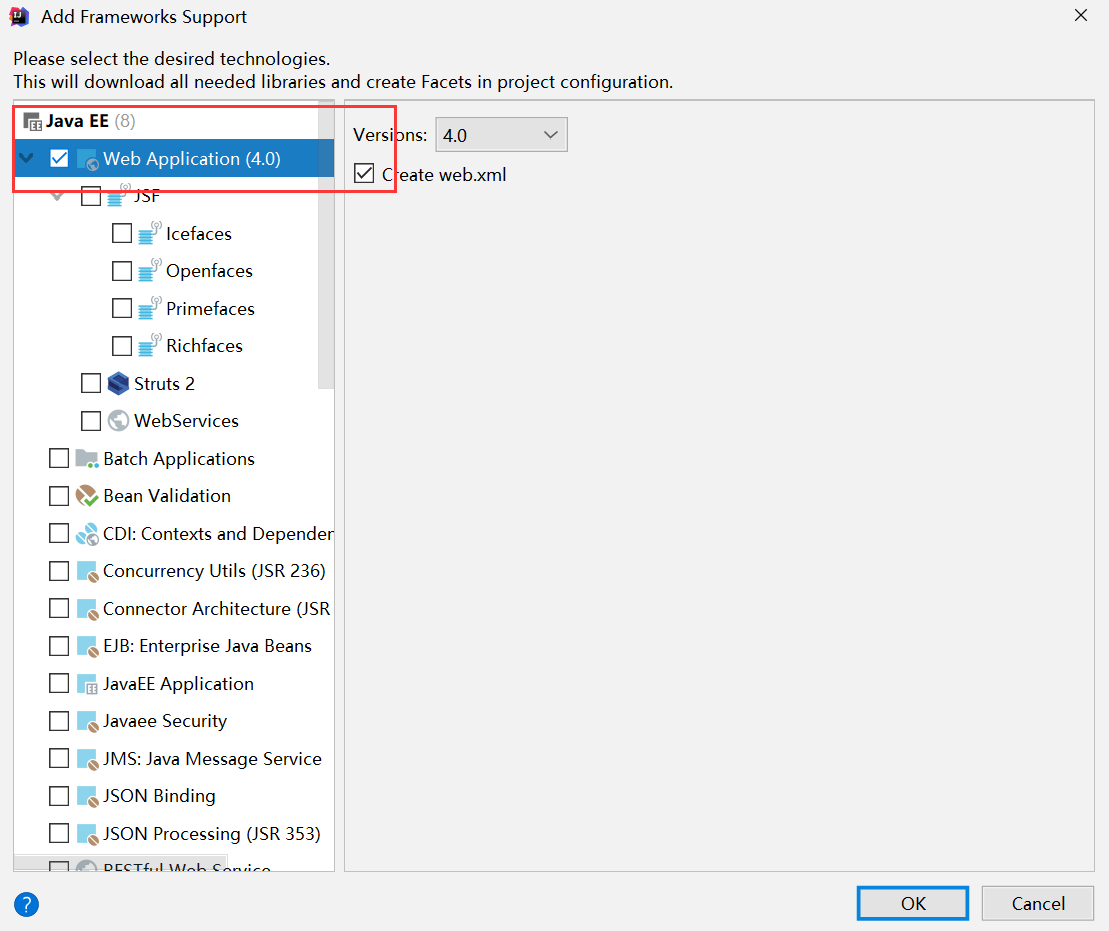 Add Frameworks Support
Please select the desired technologies.
This will download all needed libraries and create Facets in project configuration.
Java EE (8)
Web Application (4.0)
JSF
Icefaces
Openfaces
Primefaces
Richfaces
Struts 2
WebServices
Batch Applications
Bean Validation
CDI: Contexts and Dependen
Concurrency Utils (JSR 236)
Connector Architecture (JSR
EJB: Enterprise Java Beans
JavaEE Application
Javaee Security
JMS: Java Message Service
JSON Binding
JSON Processing (JSR 353)
RESTful Web Service
Versions: 4.0
Create web.xml
?
OK
Cancel